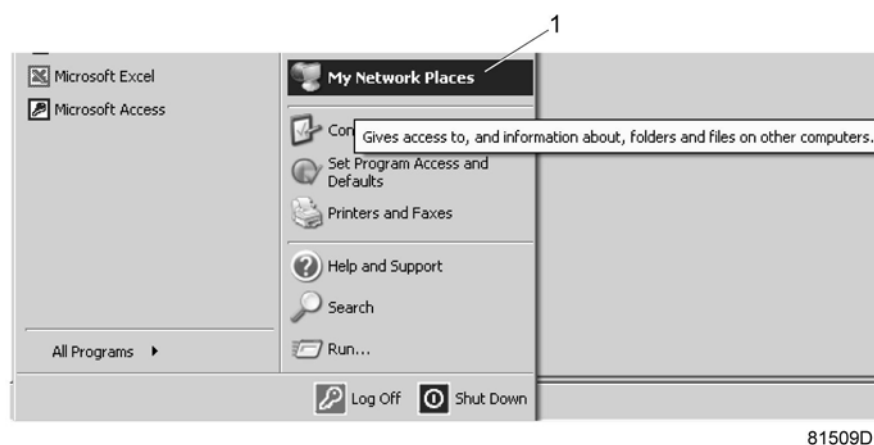 1
Microsoft Excel
My Network Places
Microsoft Access
Con
Gives access to, and information about, folders and files on other computers.
Set Program Access and
Defaults
Printers and Faxes
Help and Support
Search
All Programs
Run...
Log Off
Shut Down
81509D